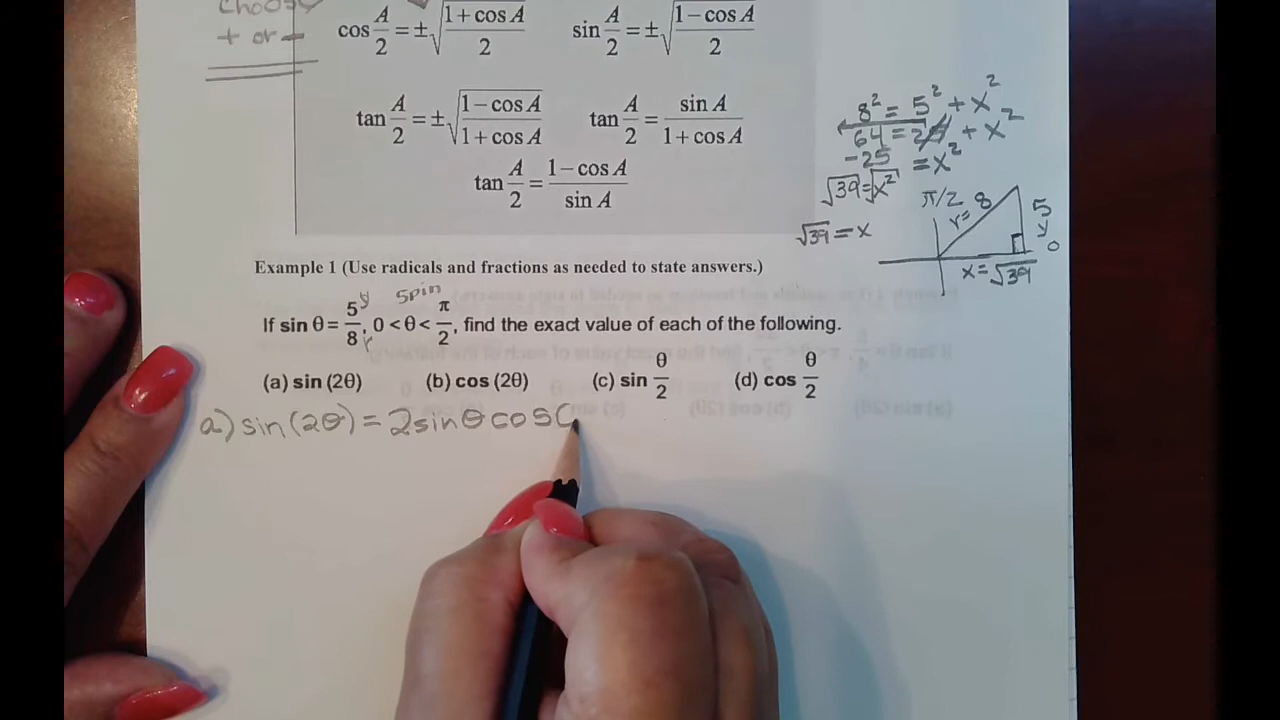 choose
+ or −
cos A/2 = ±√((1 + cos A)/2) sin A/2 = ±√((1 − cos A)/2)
tan A/2 = ±√((1 − cos A)/(1 + cos A)) tan A/2 = sin A/(1 + cos A)
tan A/2 = (1 − cos A)/sin A
8² = 5² + x²
64 = 25 + x²
−25 = x²
√39 = √x²
√39 = x
π/2
r = 8
5
y
0
x = √39
Example 1 (Use radicals and fractions as needed to state answers.)
y spin
If sin θ = 5/8, 0 < θ < π/2, find the exact value of each of the following.
r
(a) sin (2θ) (b) cos (2θ) (c) sin θ/2 (d) cos θ/2
a) sin(2θ) = 2 sin θ cos